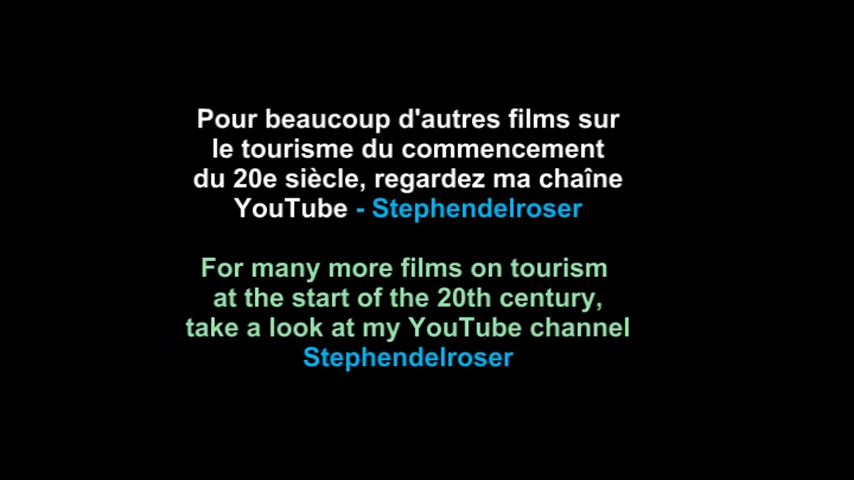 Pour beaucoup d'autres films sur
le tourisme du commencement
du 20e siècle, regardez ma chaîne
YouTube - Stephendelroser
For many more films on tourism
at the start of the 20th century,
take a look at my YouTube channel
Stephendelroser